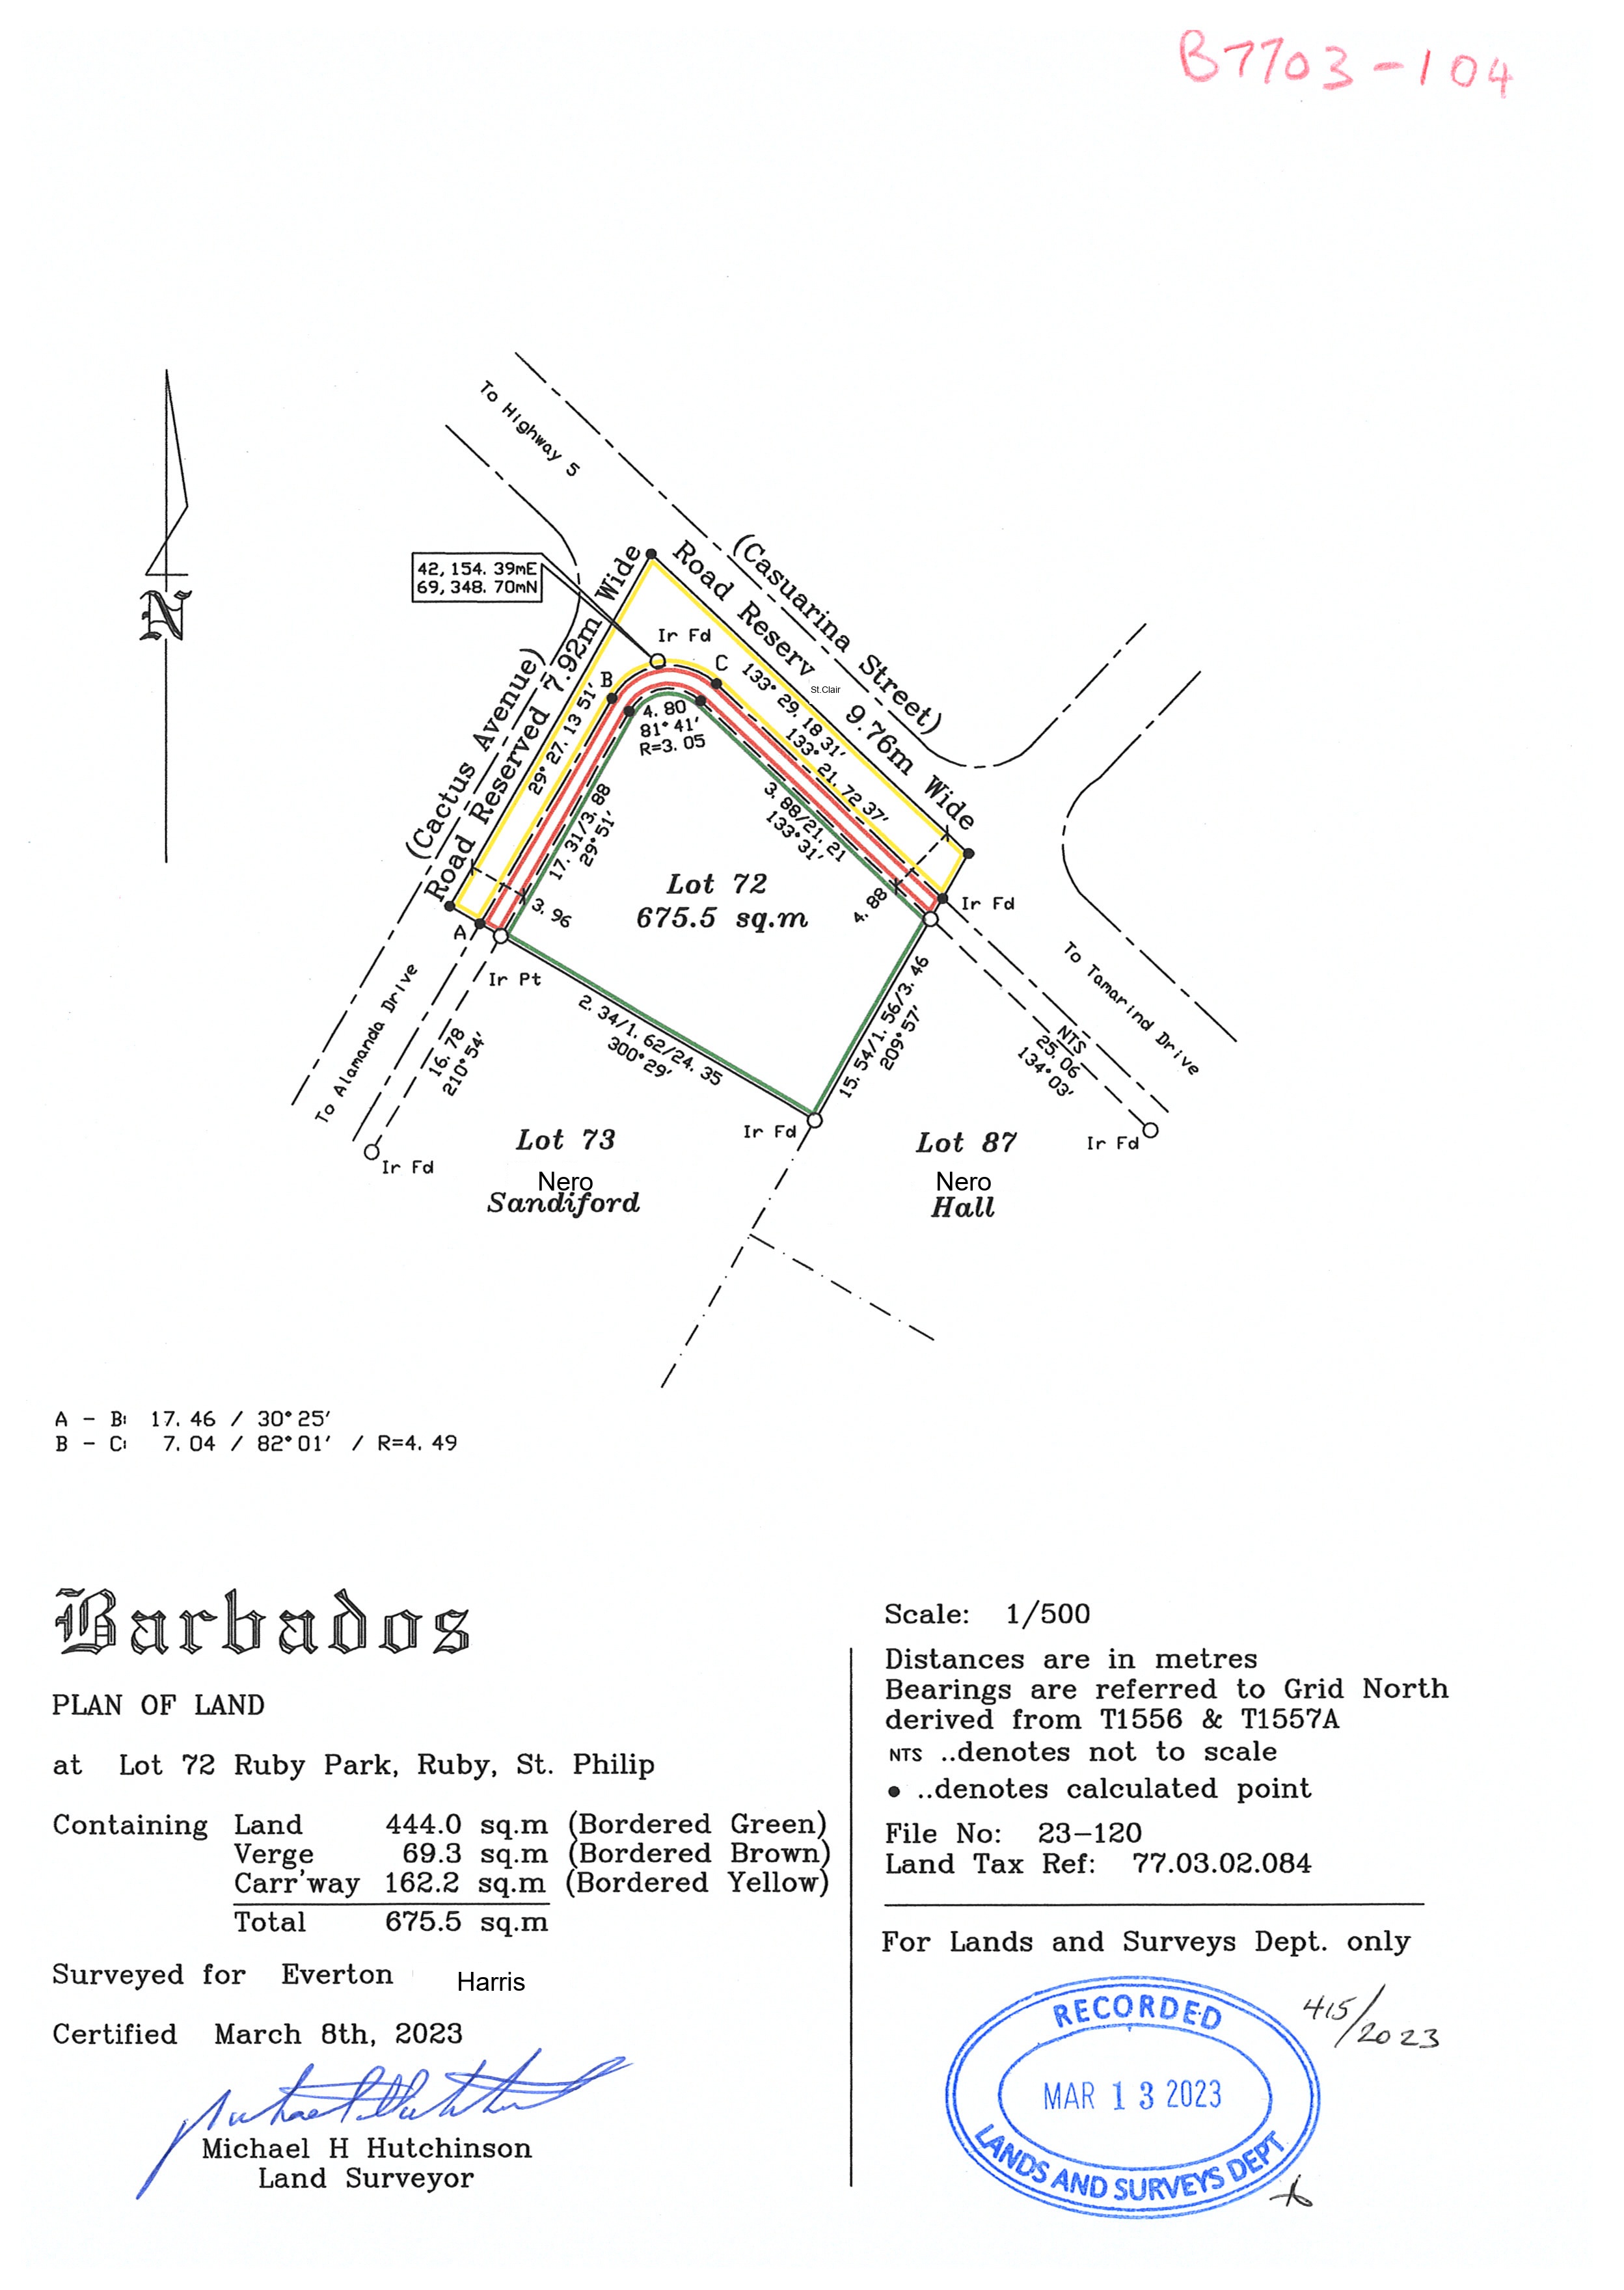 B7703-104
To Highway 5
(Casuarina Street)
Road Reserv
St.Clair
9.76m Wide
42,154.39mE
69,348.70mN
Ir Fd
(Cactus Avenue)
Road Reserved 7.92m Wide
B
C
29° 27.13 51'
133° 29.18 31'
133° 21.72 37'
4.80
81°41'
R=3.05
17.31/3.88
29°51'
3.88/21.21
133°31'
Lot 72
675.5 sq.m
3.96
4.88
A
Ir Pt
Ir Fd
To Alamanda Drive
16.78
210°54'
2.34/1.62/24.35
300°29'
15.54/1.56/3.46
209°57'
NTS
25.06
134°03'
To Tamarind Drive
Ir Fd
Lot 73
Nero
Sandiford
Ir Fd
Lot 87
Nero
Hall
Ir Fd
N
A - B: 17.46 / 30°25'
B - C: 7.04 / 82°01' / R=4.49
Barbados
PLAN OF LAND
at Lot 72 Ruby Park, Ruby, St. Philip
Containing Land 444.0 sq.m (Bordered Green)
Verge 69.3 sq.m (Bordered Brown)
Carr'way 162.2 sq.m (Bordered Yellow)
Total 675.5 sq.m
Surveyed for Everton Harris
Certified March 8th, 2023
Michael H Hutchinson
Land Surveyor
Scale: 1/500
Distances are in metres
Bearings are referred to Grid North
derived from T1556 & T1557A
NTS ..denotes not to scale
● ..denotes calculated point
File No: 23-120
Land Tax Ref: 77.03.02.084
For Lands and Surveys Dept. only
RECORDED
MAR 13 2023
LANDS AND SURVEYS DEPT
415/2023